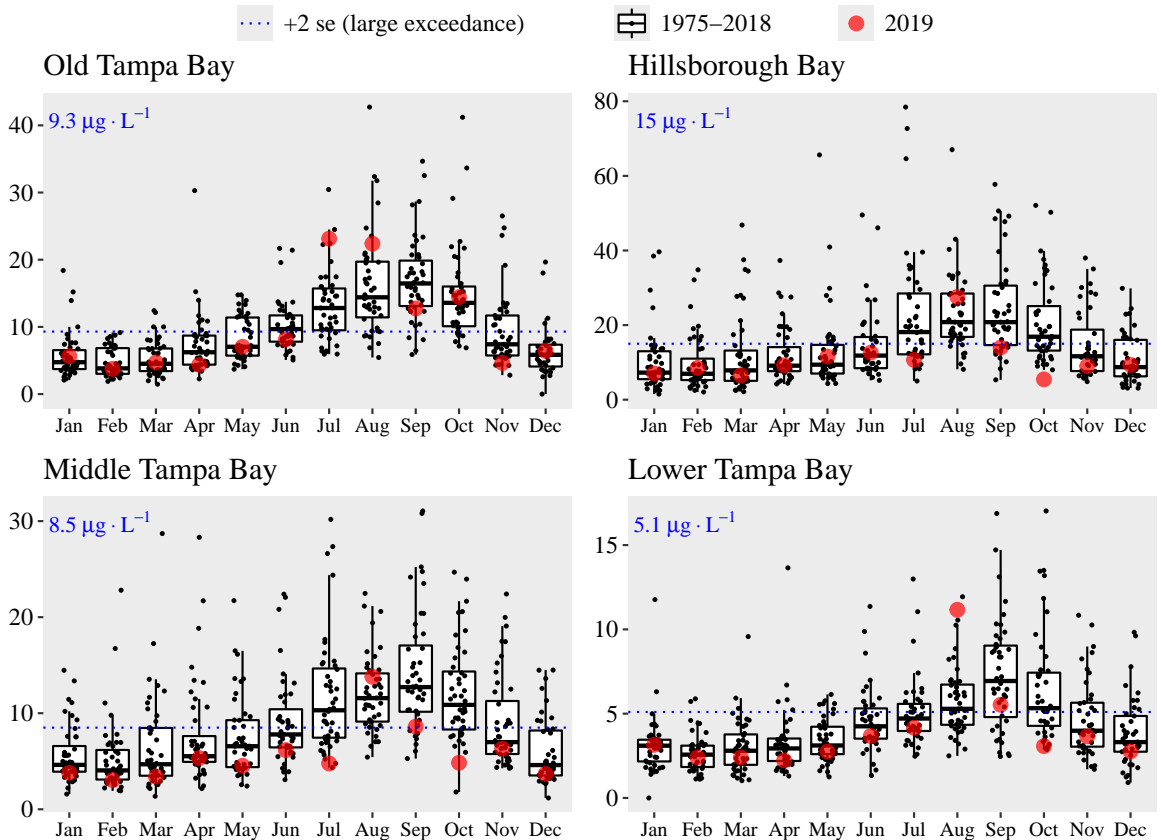 +2 se (large exceedance) 1975–2018 2019
Old Tampa Bay
9.3 μg · L⁻¹
40
30
20
10
0
Jan Feb Mar Apr May Jun Jul Aug Sep Oct Nov Dec
Hillsborough Bay
15 μg · L⁻¹
80
60
40
20
0
Jan Feb Mar Apr May Jun Jul Aug Sep Oct Nov Dec
Middle Tampa Bay
8.5 μg · L⁻¹
30
20
10
0
Jan Feb Mar Apr May Jun Jul Aug Sep Oct Nov Dec
Lower Tampa Bay
5.1 μg · L⁻¹
15
10
5
0
Jan Feb Mar Apr May Jun Jul Aug Sep Oct Nov Dec